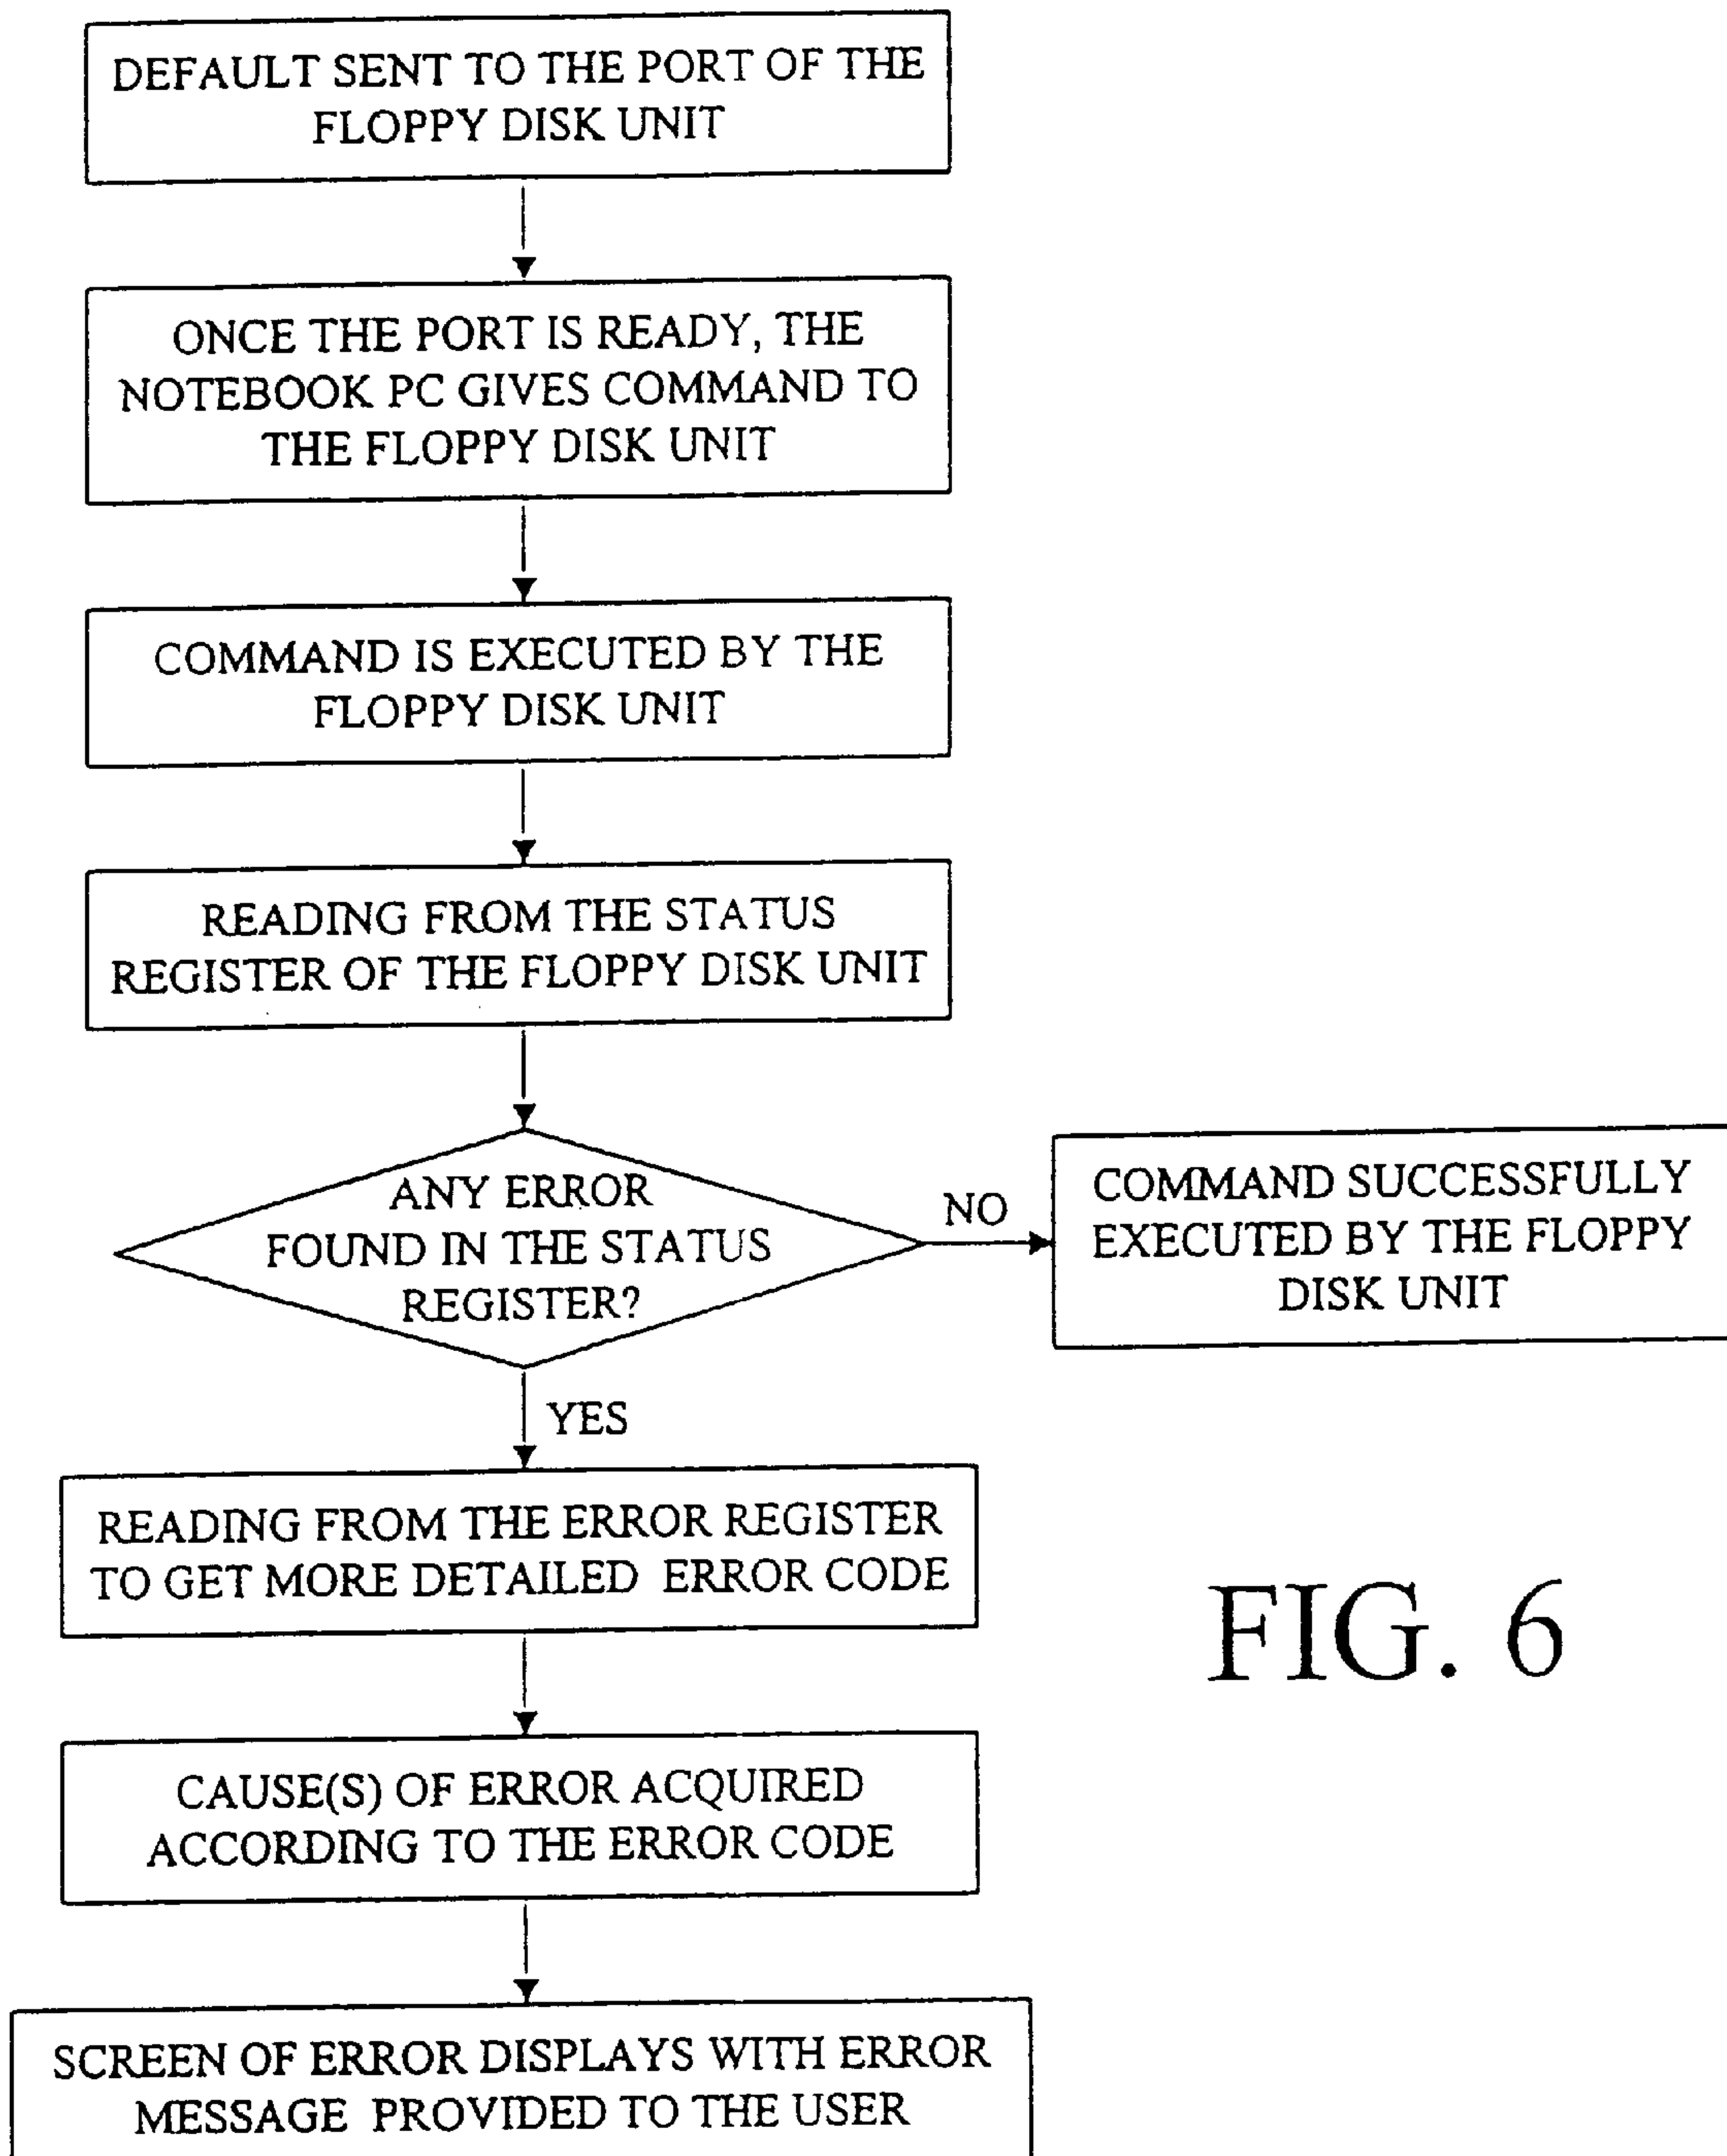 DEFAULT SENT TO THE PORT OF THE
FLOPPY DISK UNIT
ONCE THE PORT IS READY, THE
NOTEBOOK PC GIVES COMMAND TO
THE FLOPPY DISK UNIT
COMMAND IS EXECUTED BY THE
FLOPPY DISK UNIT
READING FROM THE STATUS
REGISTER OF THE FLOPPY DISK UNIT
ANY ERROR
FOUND IN THE STATUS
REGISTER?
NO
COMMAND SUCCESSFULLY
EXECUTED BY THE FLOPPY
DISK UNIT
YES
READING FROM THE ERROR REGISTER
TO GET MORE DETAILED ERROR CODE
CAUSE(S) OF ERROR ACQUIRED
ACCORDING TO THE ERROR CODE
SCREEN OF ERROR DISPLAYS WITH ERROR
MESSAGE PROVIDED TO THE USER
FIG. 6